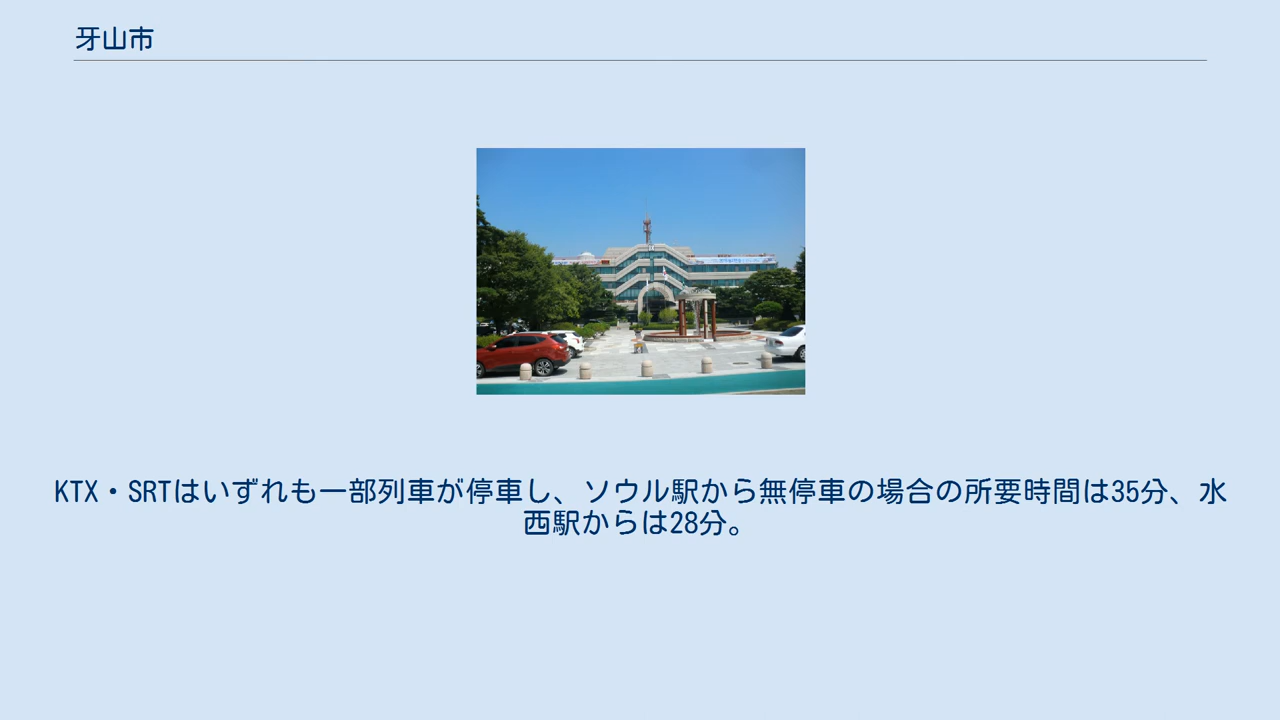 牙山市
KTX・SRTはいずれも一部列車が停車し、ソウル駅から無停車の場合の所要時間は35分、水
西駅からは28分。